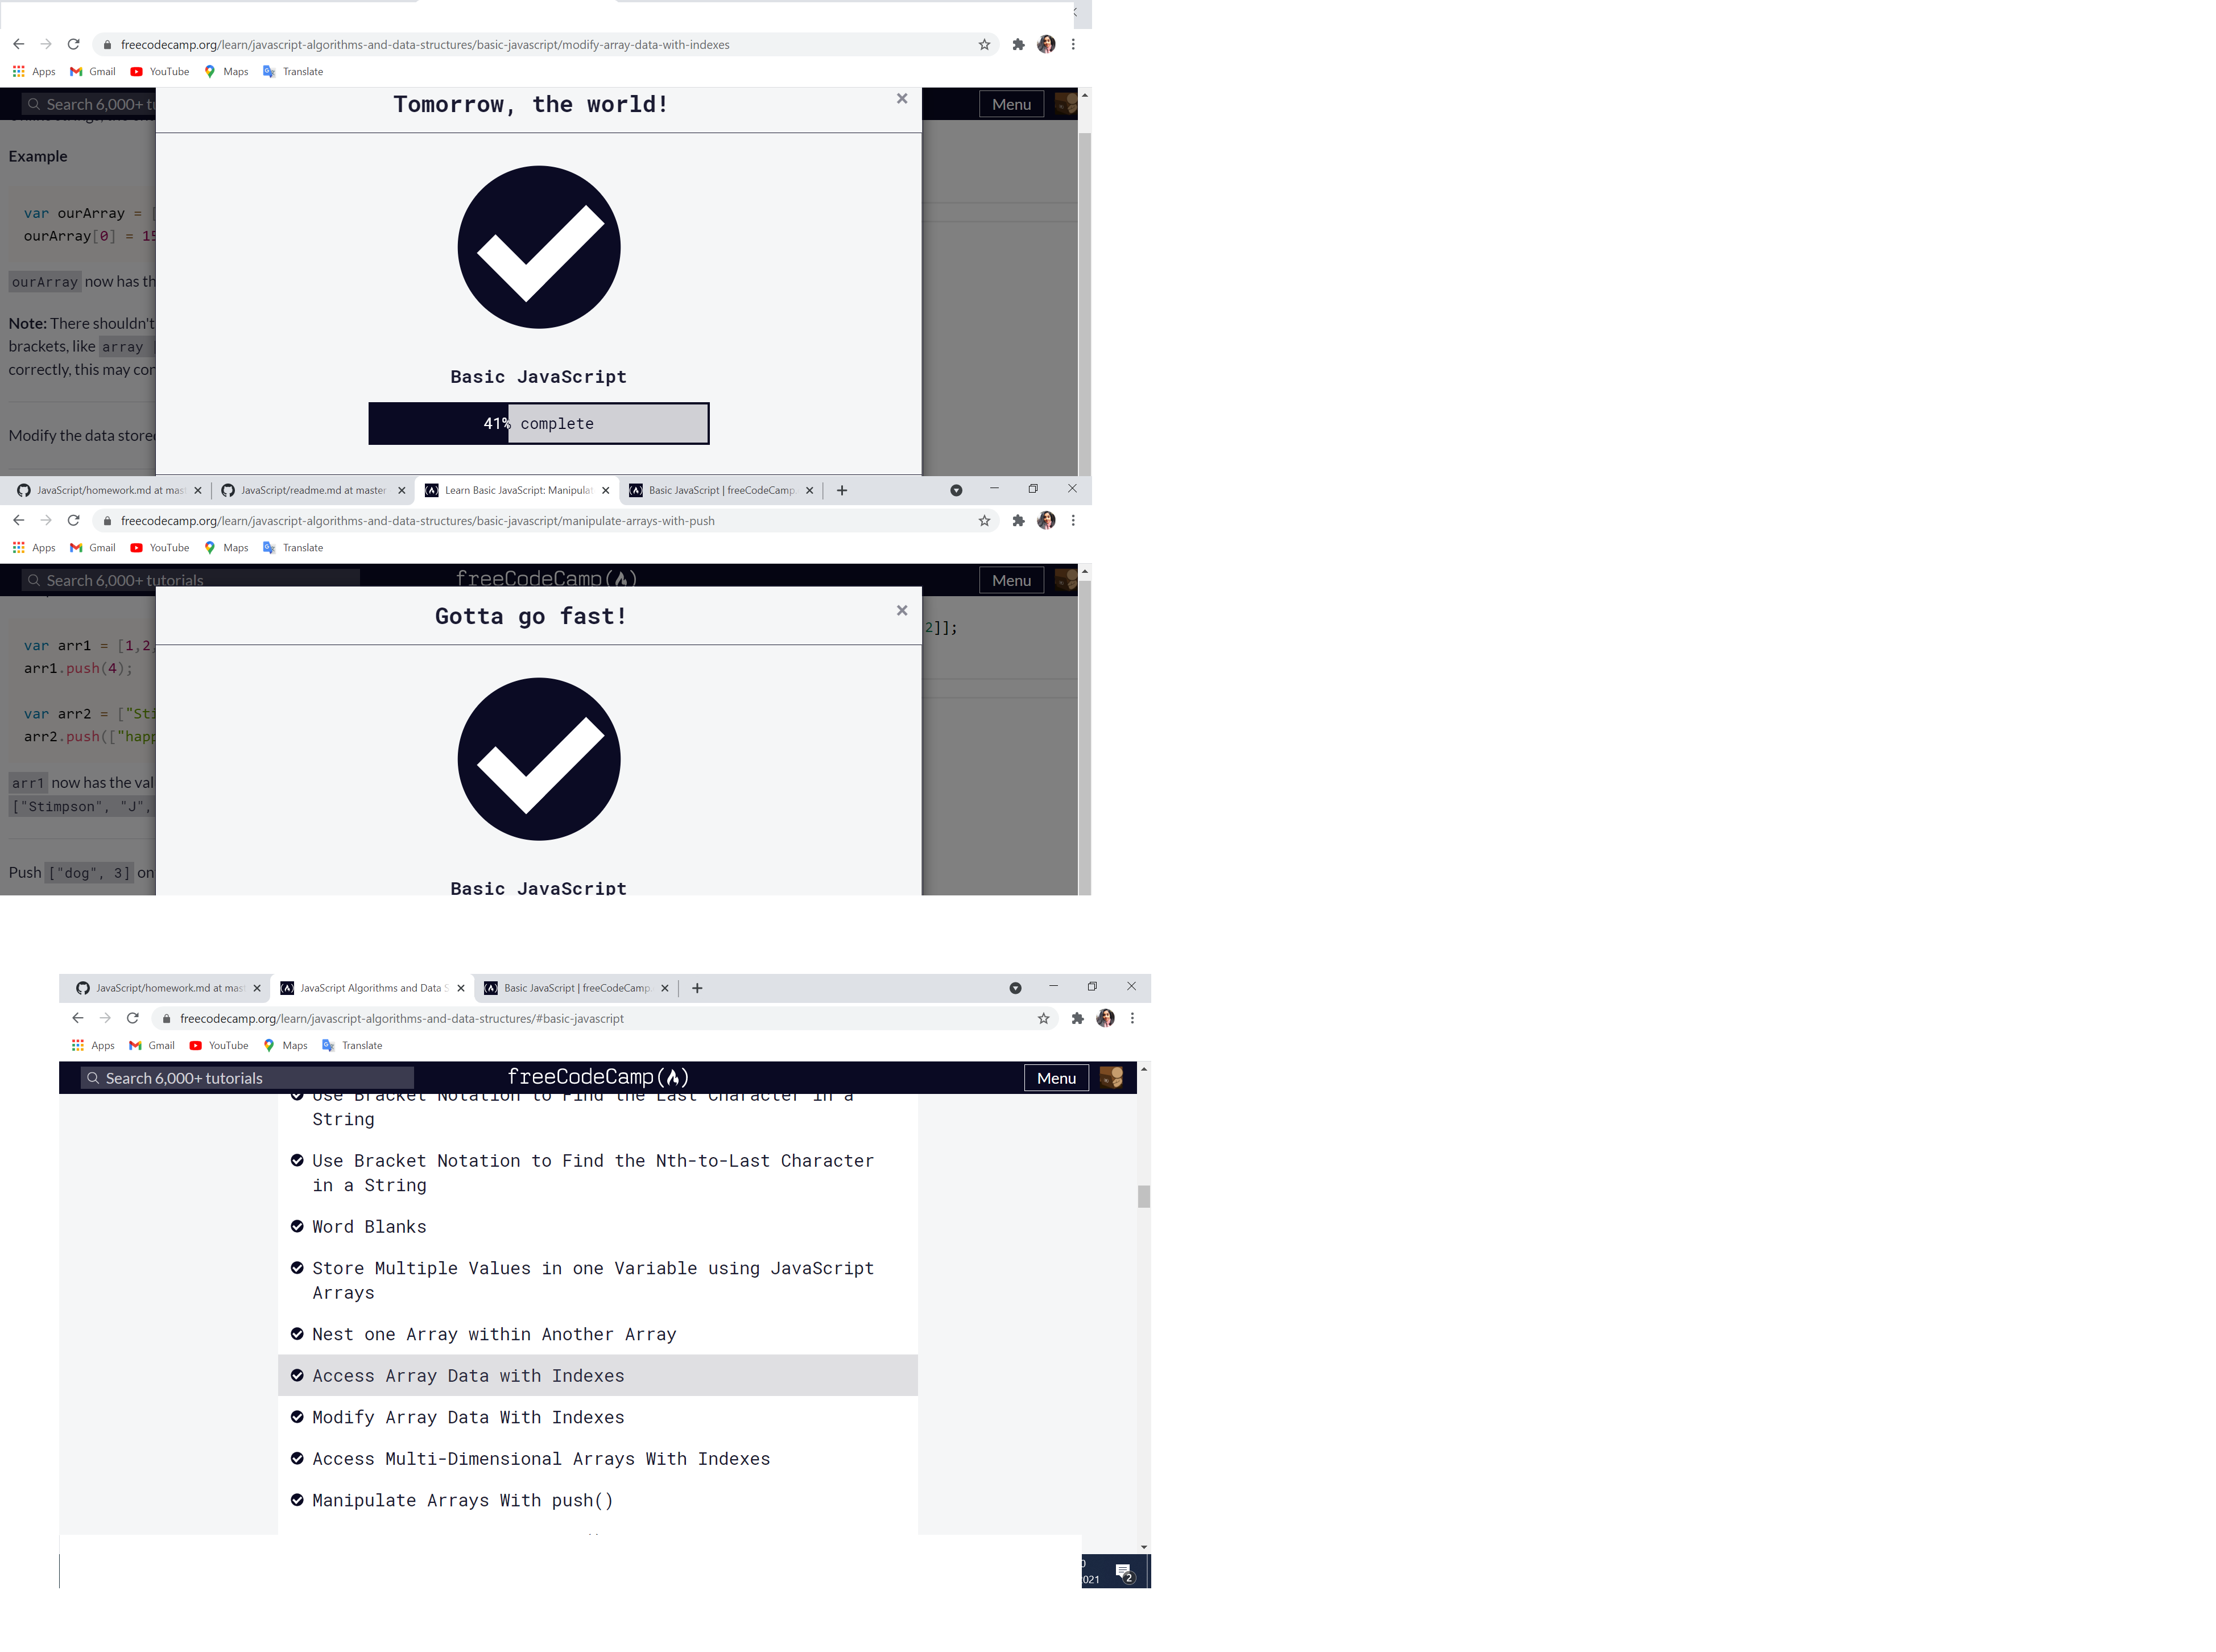 freecodecamp.org/learn/javascript-algorithms-and-data-structures/basic-javascript/modify-array-data-with-indexes
Apps Gmail YouTube Maps Translate
Search 6,000+ tu
Tomorrow, the world!
×
Menu
Example
var ourArray = [
ourArray[0] = 15
ourArray now has th
Note: There shouldn't
brackets, like array [
correctly, this may con
Basic JavaScript
41% complete
Modify the data stored
JavaScript/homework.md at mast
JavaScript/readme.md at master
Learn Basic JavaScript: Manipulat
Basic JavaScript | freeCodeCamp.
freecodecamp.org/learn/javascript-algorithms-and-data-structures/basic-javascript/manipulate-arrays-with-push
Apps Gmail YouTube Maps Translate
Search 6,000+ tutorials
freeCodeCamp(🔥)
Menu
Gotta go fast!
×
2]];
var arr1 = [1,2,
arr1.push(4);
var arr2 = ["Sti
arr2.push(["happ
arr1 now has the val
["Stimpson", "J",
Push ["dog", 3] on
Basic JavaScript
JavaScript/homework.md at mast
JavaScript Algorithms and Data S
Basic JavaScript | freeCodeCamp.
freecodecamp.org/learn/javascript-algorithms-and-data-structures/#basic-javascript
Apps Gmail YouTube Maps Translate
Search 6,000+ tutorials
freeCodeCamp(🔥)
Menu
Use Bracket Notation to Find the Last Character in a
String
Use Bracket Notation to Find the Nth-to-Last Character
in a String
Word Blanks
Store Multiple Values in one Variable using JavaScript
Arrays
Nest one Array within Another Array
Access Array Data with Indexes
Modify Array Data With Indexes
Access Multi-Dimensional Arrays With Indexes
Manipulate Arrays With push()
021
2